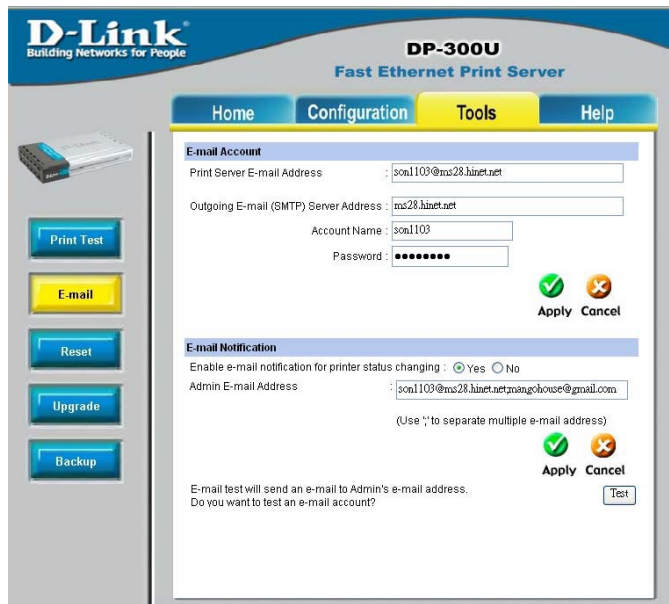 D-Link
Building Networks for People
DP-300U
Fast Ethernet Print Server
Home Configuration Tools Help
Print Test
E-mail
Reset
Upgrade
Backup
E-mail Account
Print Server E-mail Address : son1103@ms28.hinet.net
Outgoing E-mail (SMTP) Server Address : ms28.hinet.net
Account Name : son1103
Password : ●●●●●●●●
Apply Cancel
E-mail Notification
Enable e-mail notification for printer status changing : Yes No
Admin E-mail Address : son1103@ms28.hinet.net;mangohouse@gmail.com
(Use ';' to separate multiple e-mail address)
Apply Cancel
E-mail test will send an e-mail to Admin's e-mail address.
Do you want to test an e-mail account? Test